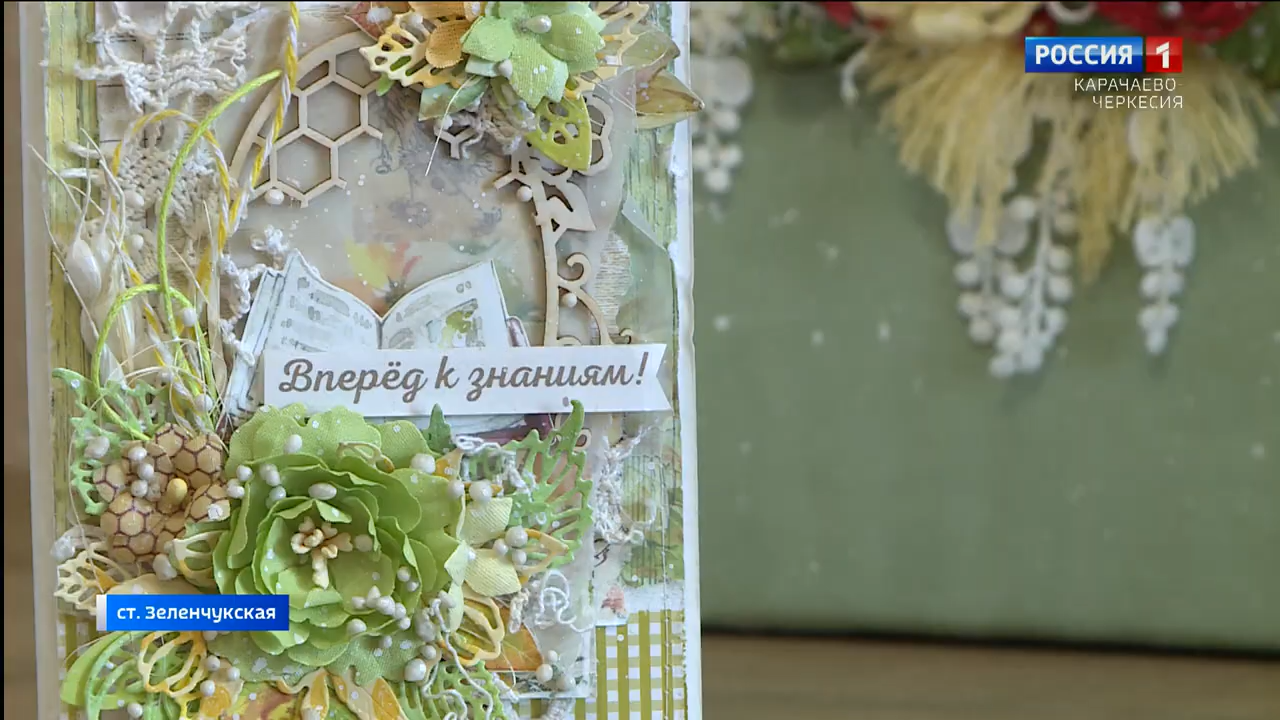 РОССИЯ 1
КАРАЧАЕВО-
ЧЕРКЕСИЯ
Вперёд к знаниям!
ст. Зеленчукская